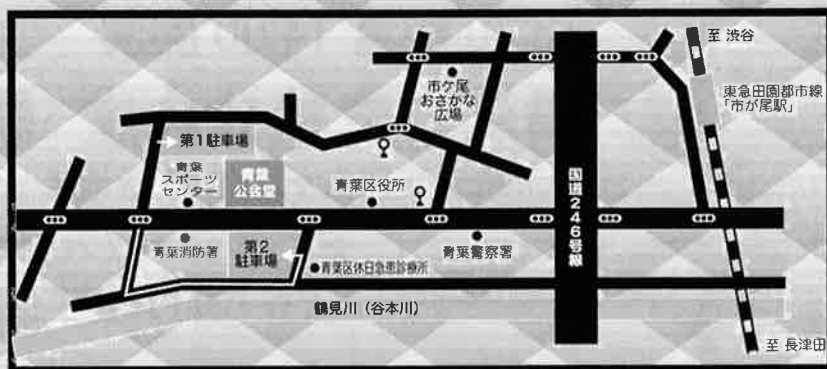 至 渋谷
東急田園都市線
「市が尾駅」
市ケ尾
おさかな
広場
第1駐車場
青葉
スポーツ
センター
青葉
公会堂
青葉区役所
国道246号線
青葉消防署
第2
駐車場
青葉区休日急患診療所
青葉警察署
鶴見川（谷本川）
至 長津田